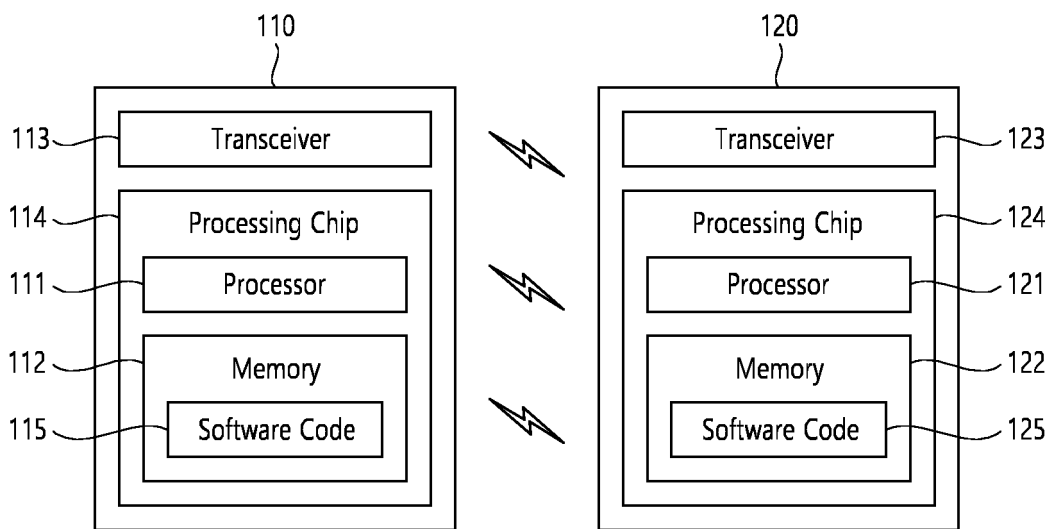 110
120
113
Transceiver
Transceiver
123
114
Processing Chip
Processing Chip
124
111
Processor
Processor
121
112
Memory
Memory
122
115
Software Code
Software Code
125